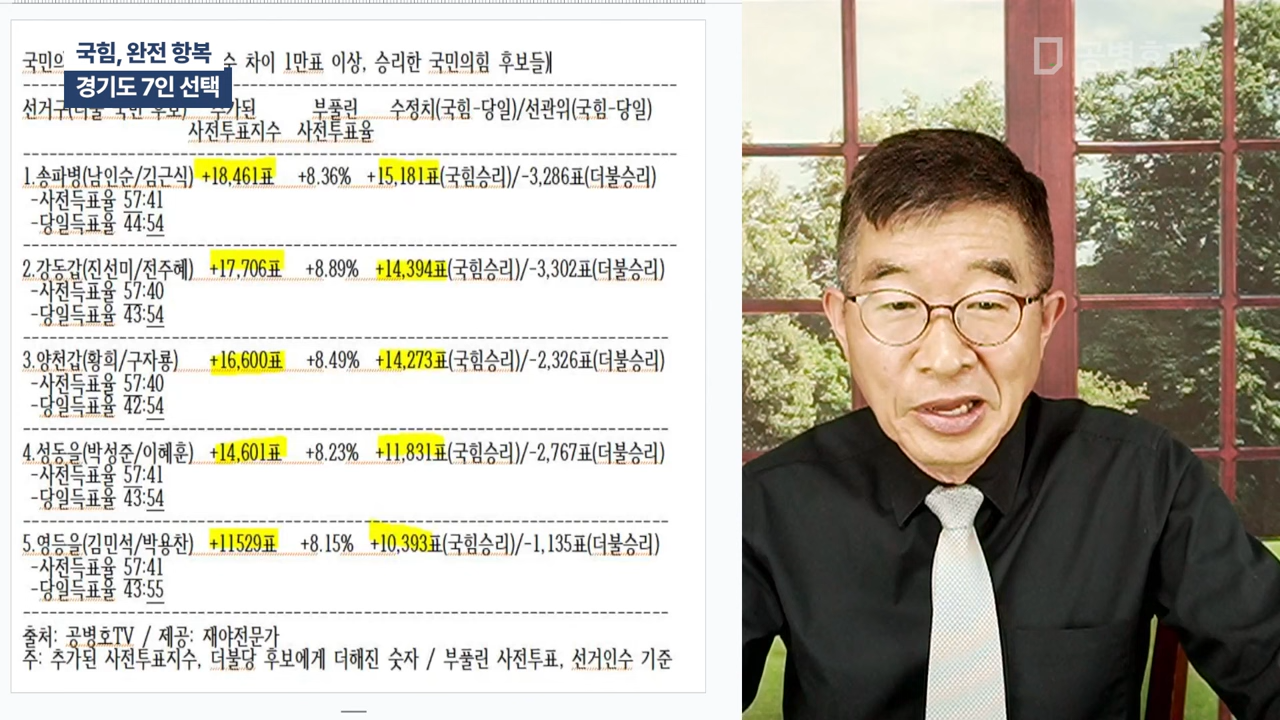 국힘, 완전 항복
경기도 7인 선택
국민으 수 차이 1만표 이상, 승리한 국민의힘 후보들
부풀린 수정치(국힘-당일)/선관위(국힘-당일)
사전투표지수 사전투표율
1.송파병(남인순/김근식) +18,461표 +8.36% +15,181표(국힘승리)/-3,286표(더불승리)
-사전득표율 57:41
-당일득표율 44:54
2.강동갑(진선미/전주혜) +17,706표 +8.89% +14,394표(국힘승리)/-3,302표(더불승리)
-사전득표율 57:40
-당일득표율 43:54
3.양천갑(황희/구자룡) +16,600표 +8.49% +14,273표(국힘승리)/-2,326표(더불승리)
-사전득표율 57:40
-당일득표율 42:54
4.성동을(박성준/이혜훈) +14,601표 +8.23% +11,831표(국힘승리)/-2,767표(더불승리)
-사전득표율 57:41
-당일득표율 43:54
5.영등을(김민석/박용찬) +11529표 +8.15% +10,393표(국힘승리)/-1,135표(더불승리)
-사전득표율 57:41
-당일득표율 43:55
출처: 공병호TV / 제공: 재야전문가
주: 추가된 사전투표지수, 더불당 후보에게 더해진 숫자 / 부풀린 사전투표, 선거인수 기준
공병호